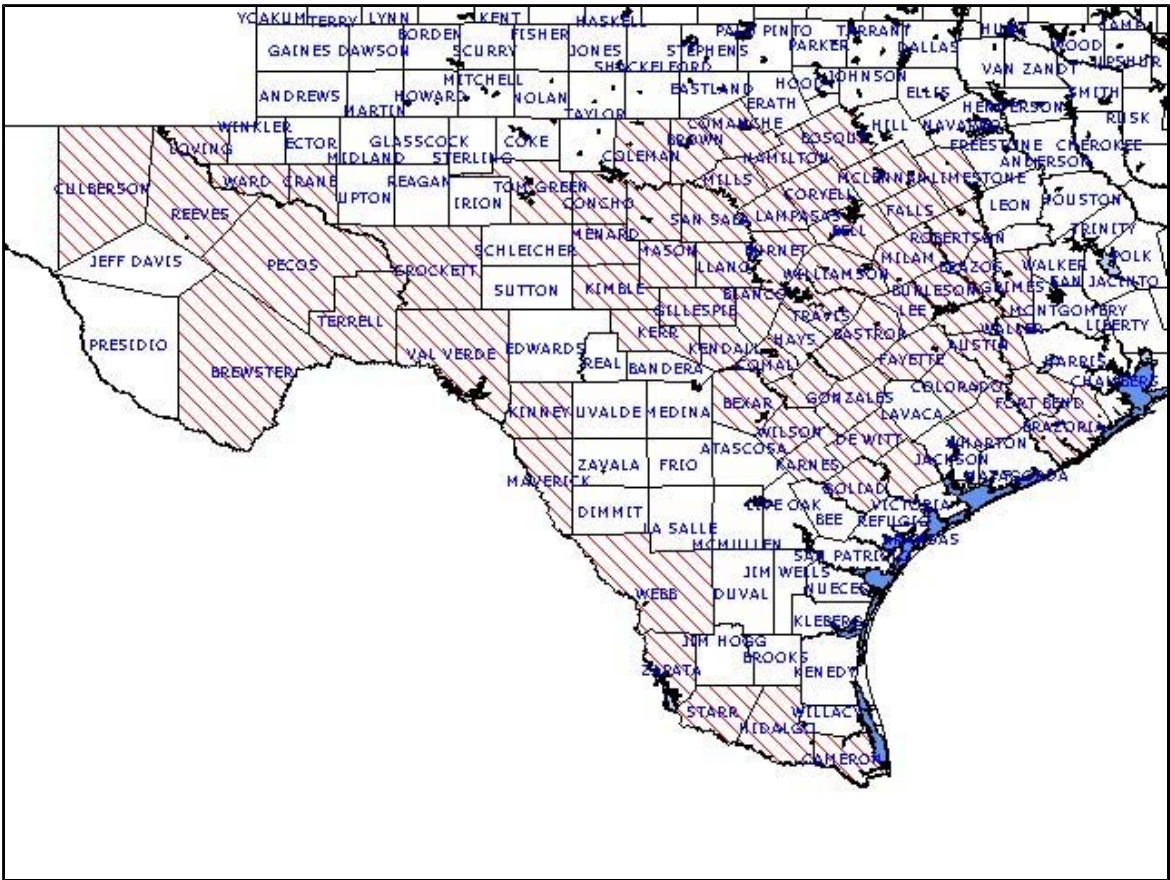 YOAKUM TERRY LYNN KENT HASKELL
BORDEN FISHER PALO PINTO TARRANT HUNT CAMP
GAINES DAWSON SCURRY JONES STEPHENS PARKER DALLAS WOOD UPSHUR
SHACKELFORD VAN ZANDT
MITCHELL EASTLAND HOOD JOHNSON ELLIS SMITH
ANDREWS HOWARD NOLAN ERATH HENDERSON
MARTIN TAYLOR COMANCHE HILL NAVARRO RUSK
WINKLER ECTOR GLASSCOCK COKE BROWN BOSQUE FREESTONE CHEROKEE
LOVING MIDLAND STERLING COLEMAN HAMILTON ANDERSON
CULBERSON WARD CRANE REAGAN TOM GREEN MILLS MCLENNAN LIMESTONE
UPTON IRION CONCHO CORYELL LEON HOUSTON
REEVES SAN SABA LAMPASAS FALLS
SCHLEICHER MENARD MASON BURNET BELL ROBERTSON TRINITY
JEFF DAVIS PECOS CROCKETT LLANO WILLIAMSON MILAM BRAZOS WALKER POLK
SUTTON KIMBLE BLANCO BURLESON GRIMES SAN JACINTO
TERRELL GILLESPIE TRAVIS LEE MONTGOMERY
PRESIDIO KERR HAYS BASTROP WALLER LIBERTY
VAL VERDE EDWARDS KENDALL AUSTIN
BREWSTER REAL BANDERA COMAL FAYETTE HARRIS
KINNEY UVALDE MEDINA BEXAR GONZALES COLORADO CHAMBERS
LAVACA FORT BEND
WILSON DE WITT BRAZORIA
ATASCOSA WHARTON
MAVERICK ZAVALA FRIO KARNES JACKSON
GOLIAD MATAGORDA
DIMMIT LIVE OAK VICTORIA
LA SALLE BEE REFUGIO
MCMULLEN ARANSAS
SAN PATRICIO
JIM WELLS
WEBB DUVAL NUECES
KLEBERG
JIM HOGG
BROOKS
ZAPATA KENEDY
STARR WILLACY
HIDALGO
CAMERON